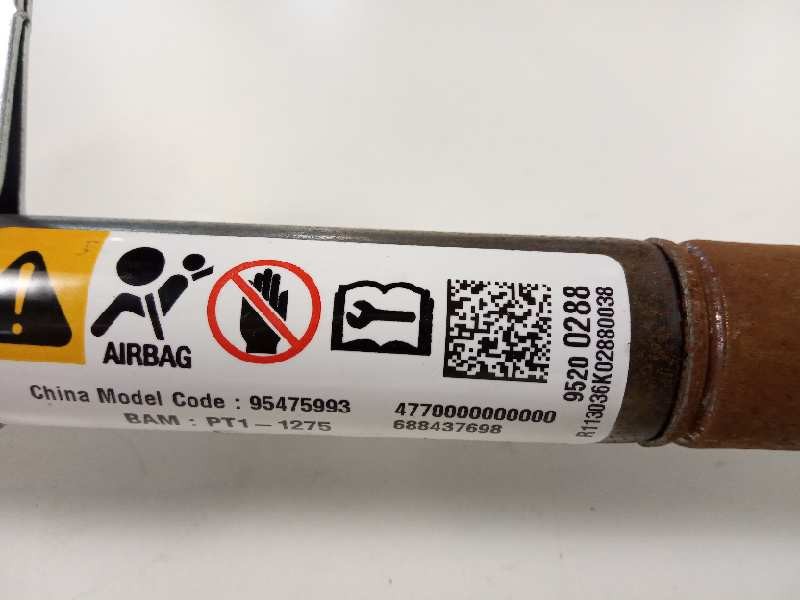 AIRBAG
China Model Code : 95475993
BAM : PT1-1275
4770000000000
688437698
9520 0288
R113036K02880038